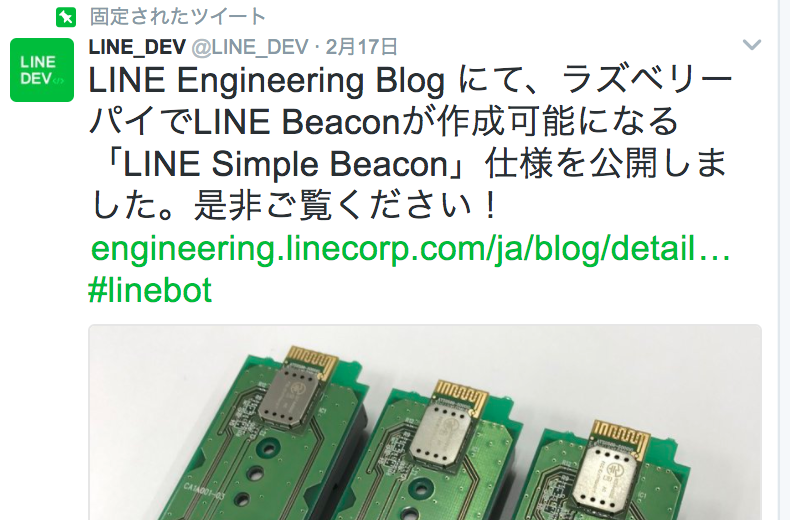 固定されたツイート
LINE_DEV @LINE_DEV · 2月17日
LINE
DEV
LINE Engineering Blog にて、ラズベリー
パイでLINE Beaconが作成可能になる
「LINE Simple Beacon」仕様を公開しま
した。是非ご覧ください！
engineering.linecorp.com/ja/blog/detail…
#linebot
CA1A001-03